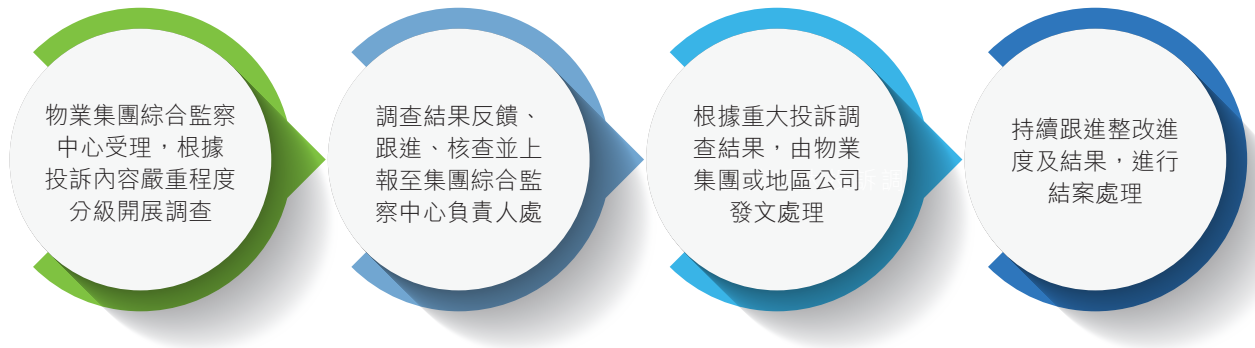 物業集團綜合監察
中心受理，根據
投訴內容嚴重程度
分級開展調查
調查結果反饋、
跟進、核查並上
報至集團綜合監
察中心負責人處
根據重大投訴調
查結果，由物業
集團或地區公司
發文處理
持續跟進整改進
度及結果，進行
結案處理